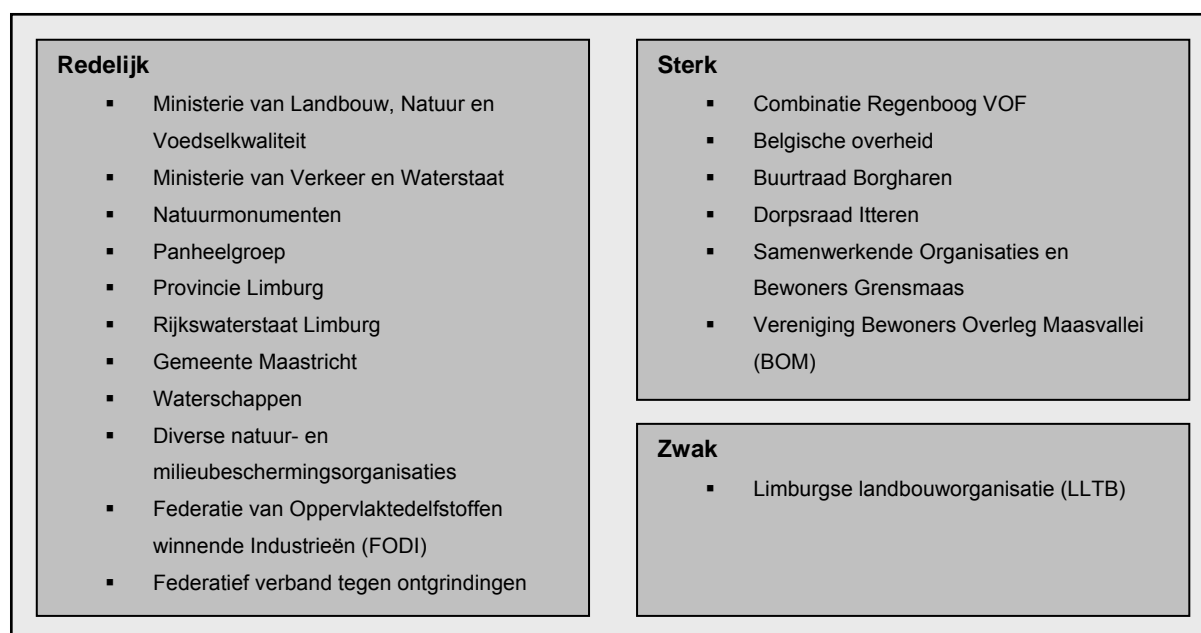 Redelijk
▪ Ministerie van Landbouw, Natuur en
Voedselkwaliteit
▪ Ministerie van Verkeer en Waterstaat
▪ Natuurmonumenten
▪ Panheelgroep
▪ Provincie Limburg
▪ Rijkswaterstaat Limburg
▪ Gemeente Maastricht
▪ Waterschappen
▪ Diverse natuur- en
milieubeschermingsorganisaties
▪ Federatie van Oppervlaktedelfstoffen
winnende Industrieën (FODI)
▪ Federatief verband tegen ontgrindingen
Sterk
▪ Combinatie Regenboog VOF
▪ Belgische overheid
▪ Buurtraad Borgharen
▪ Dorpsraad Itteren
▪ Samenwerkende Organisaties en
Bewoners Grensmaas
▪ Vereniging Bewoners Overleg Maasvallei
(BOM)
Zwak
▪ Limburgse landbouworganisatie (LLTB)